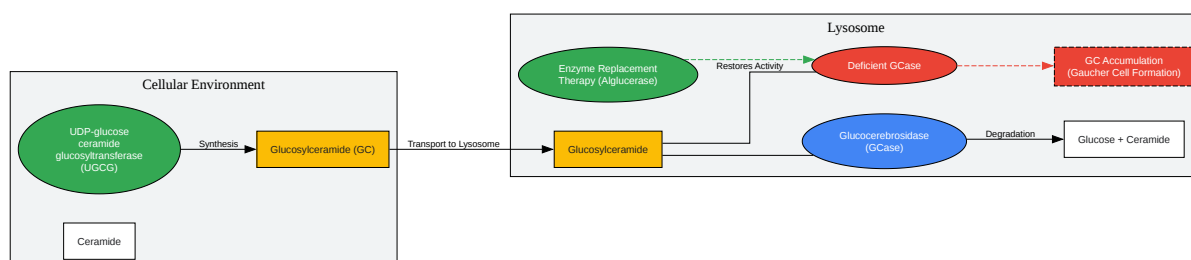 Cellular Environment
UDP-glucose
ceramide
glucosyltransferase
(UGCG)
Synthesis
Glucosylceramide (GC)
Ceramide
Transport to Lysosome
Lysosome
Enzyme Replacement
Therapy (Alglucerase)
Restores Activity
Deficient GCase
GC Accumulation
(Gaucher Cell Formation)
Glucosylceramide
Glucocerebrosidase
(GCase)
Degradation
Glucose + Ceramide